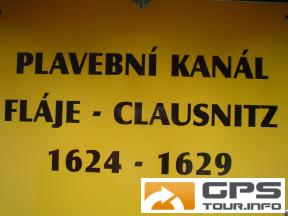 PLAVEBNÍ KANÁL
FLÁJE - CLAUSNITZ
1624 - 1629
GPS
TOUR.INFO